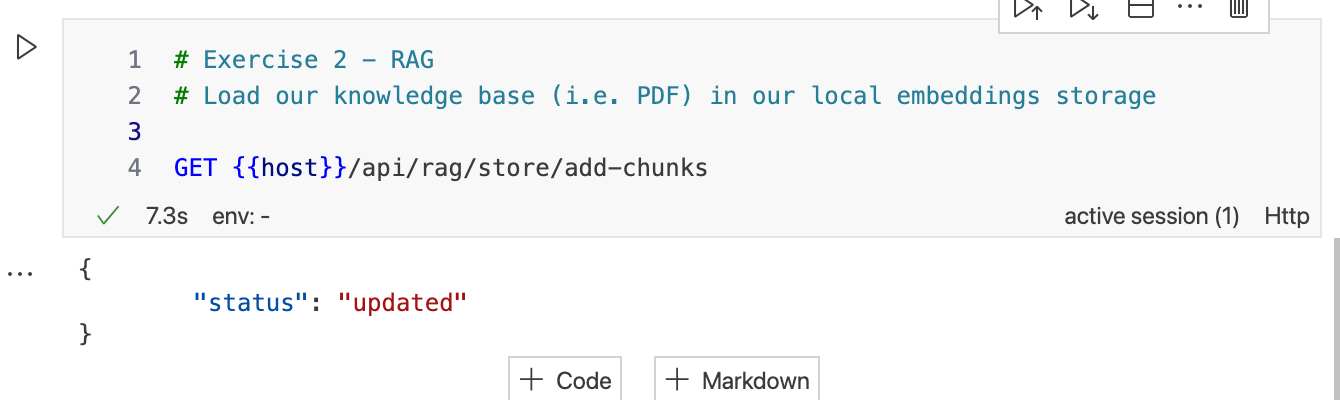 1 # Exercise 2 - RAG
2 # Load our knowledge base (i.e. PDF) in our local embeddings storage
3
4 GET {{host}}/api/rag/store/add-chunks
7.3s env: - active session (1) Http
{
"status": "updated"
}
+ Code + Markdown